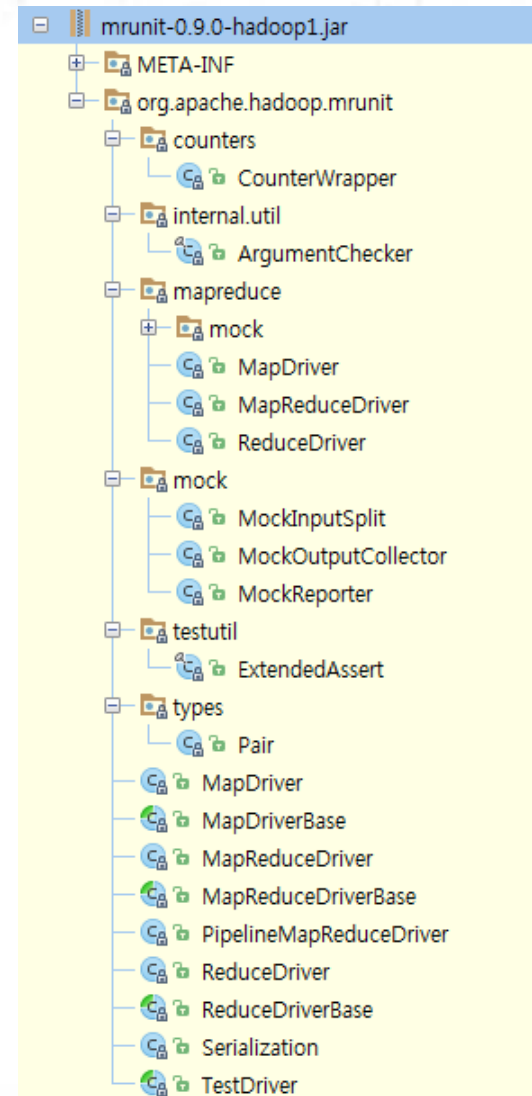 mrunit-0.9.0-hadoop1.jar
META-INF
org.apache.hadoop.mrunit
counters
CounterWrapper
internal.util
ArgumentChecker
mapreduce
mock
MapDriver
MapReduceDriver
ReduceDriver
mock
MockInputSplit
MockOutputCollector
MockReporter
testutil
ExtendedAssert
types
Pair
MapDriver
MapDriverBase
MapReduceDriver
MapReduceDriverBase
PipelineMapReduceDriver
ReduceDriver
ReduceDriverBase
Serialization
TestDriver